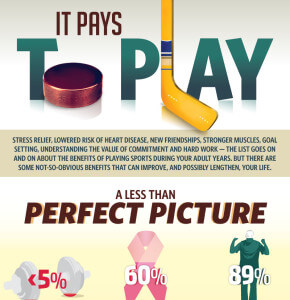 IT PAYS
TO PLAY
STRESS RELIEF, LOWERED RISK OF HEART DISEASE, NEW FRIENDSHIPS, STRONGER MUSCLES, GOAL
SETTING, UNDERSTANDING THE VALUE OF COMMITMENT AND HARD WORK — THE LIST GOES ON
AND ON ABOUT THE BENEFITS OF PLAYING SPORTS DURING YOUR ADULT YEARS. BUT THERE ARE
SOME NOT-SO-OBVIOUS BENEFITS THAT CAN IMPROVE, AND POSSIBLY LENGTHEN, YOUR LIFE.
A LESS THAN
PERFECT PICTURE
<5% 60% 89%